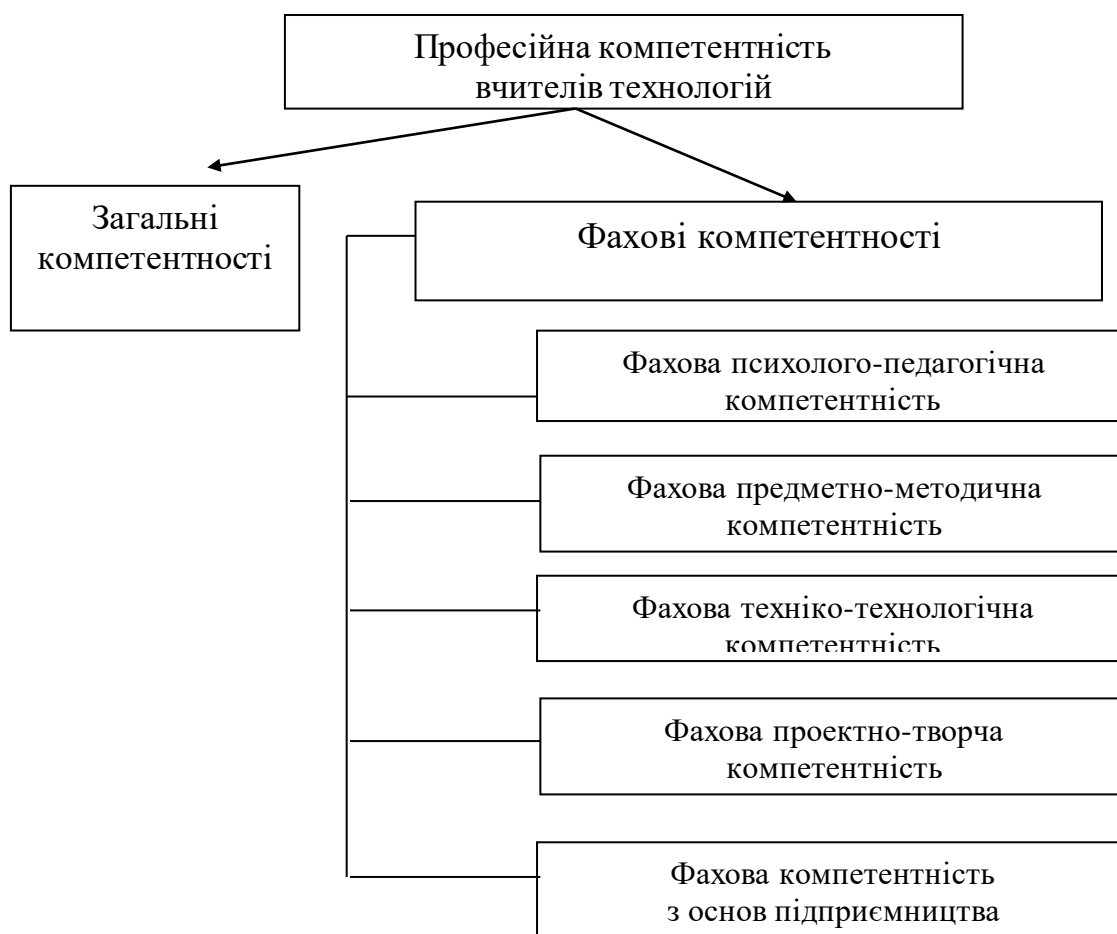 Професійна компетентність
вчителів технологій
Загальні
компетентності
Фахові компетентності
Фахова психолого-педагогічна
компетентність
Фахова предметно-методична
компетентність
Фахова техніко-технологічна
компетентність
Фахова проектно-творча
компетентність
Фахова компетентність
з основ підприємництва